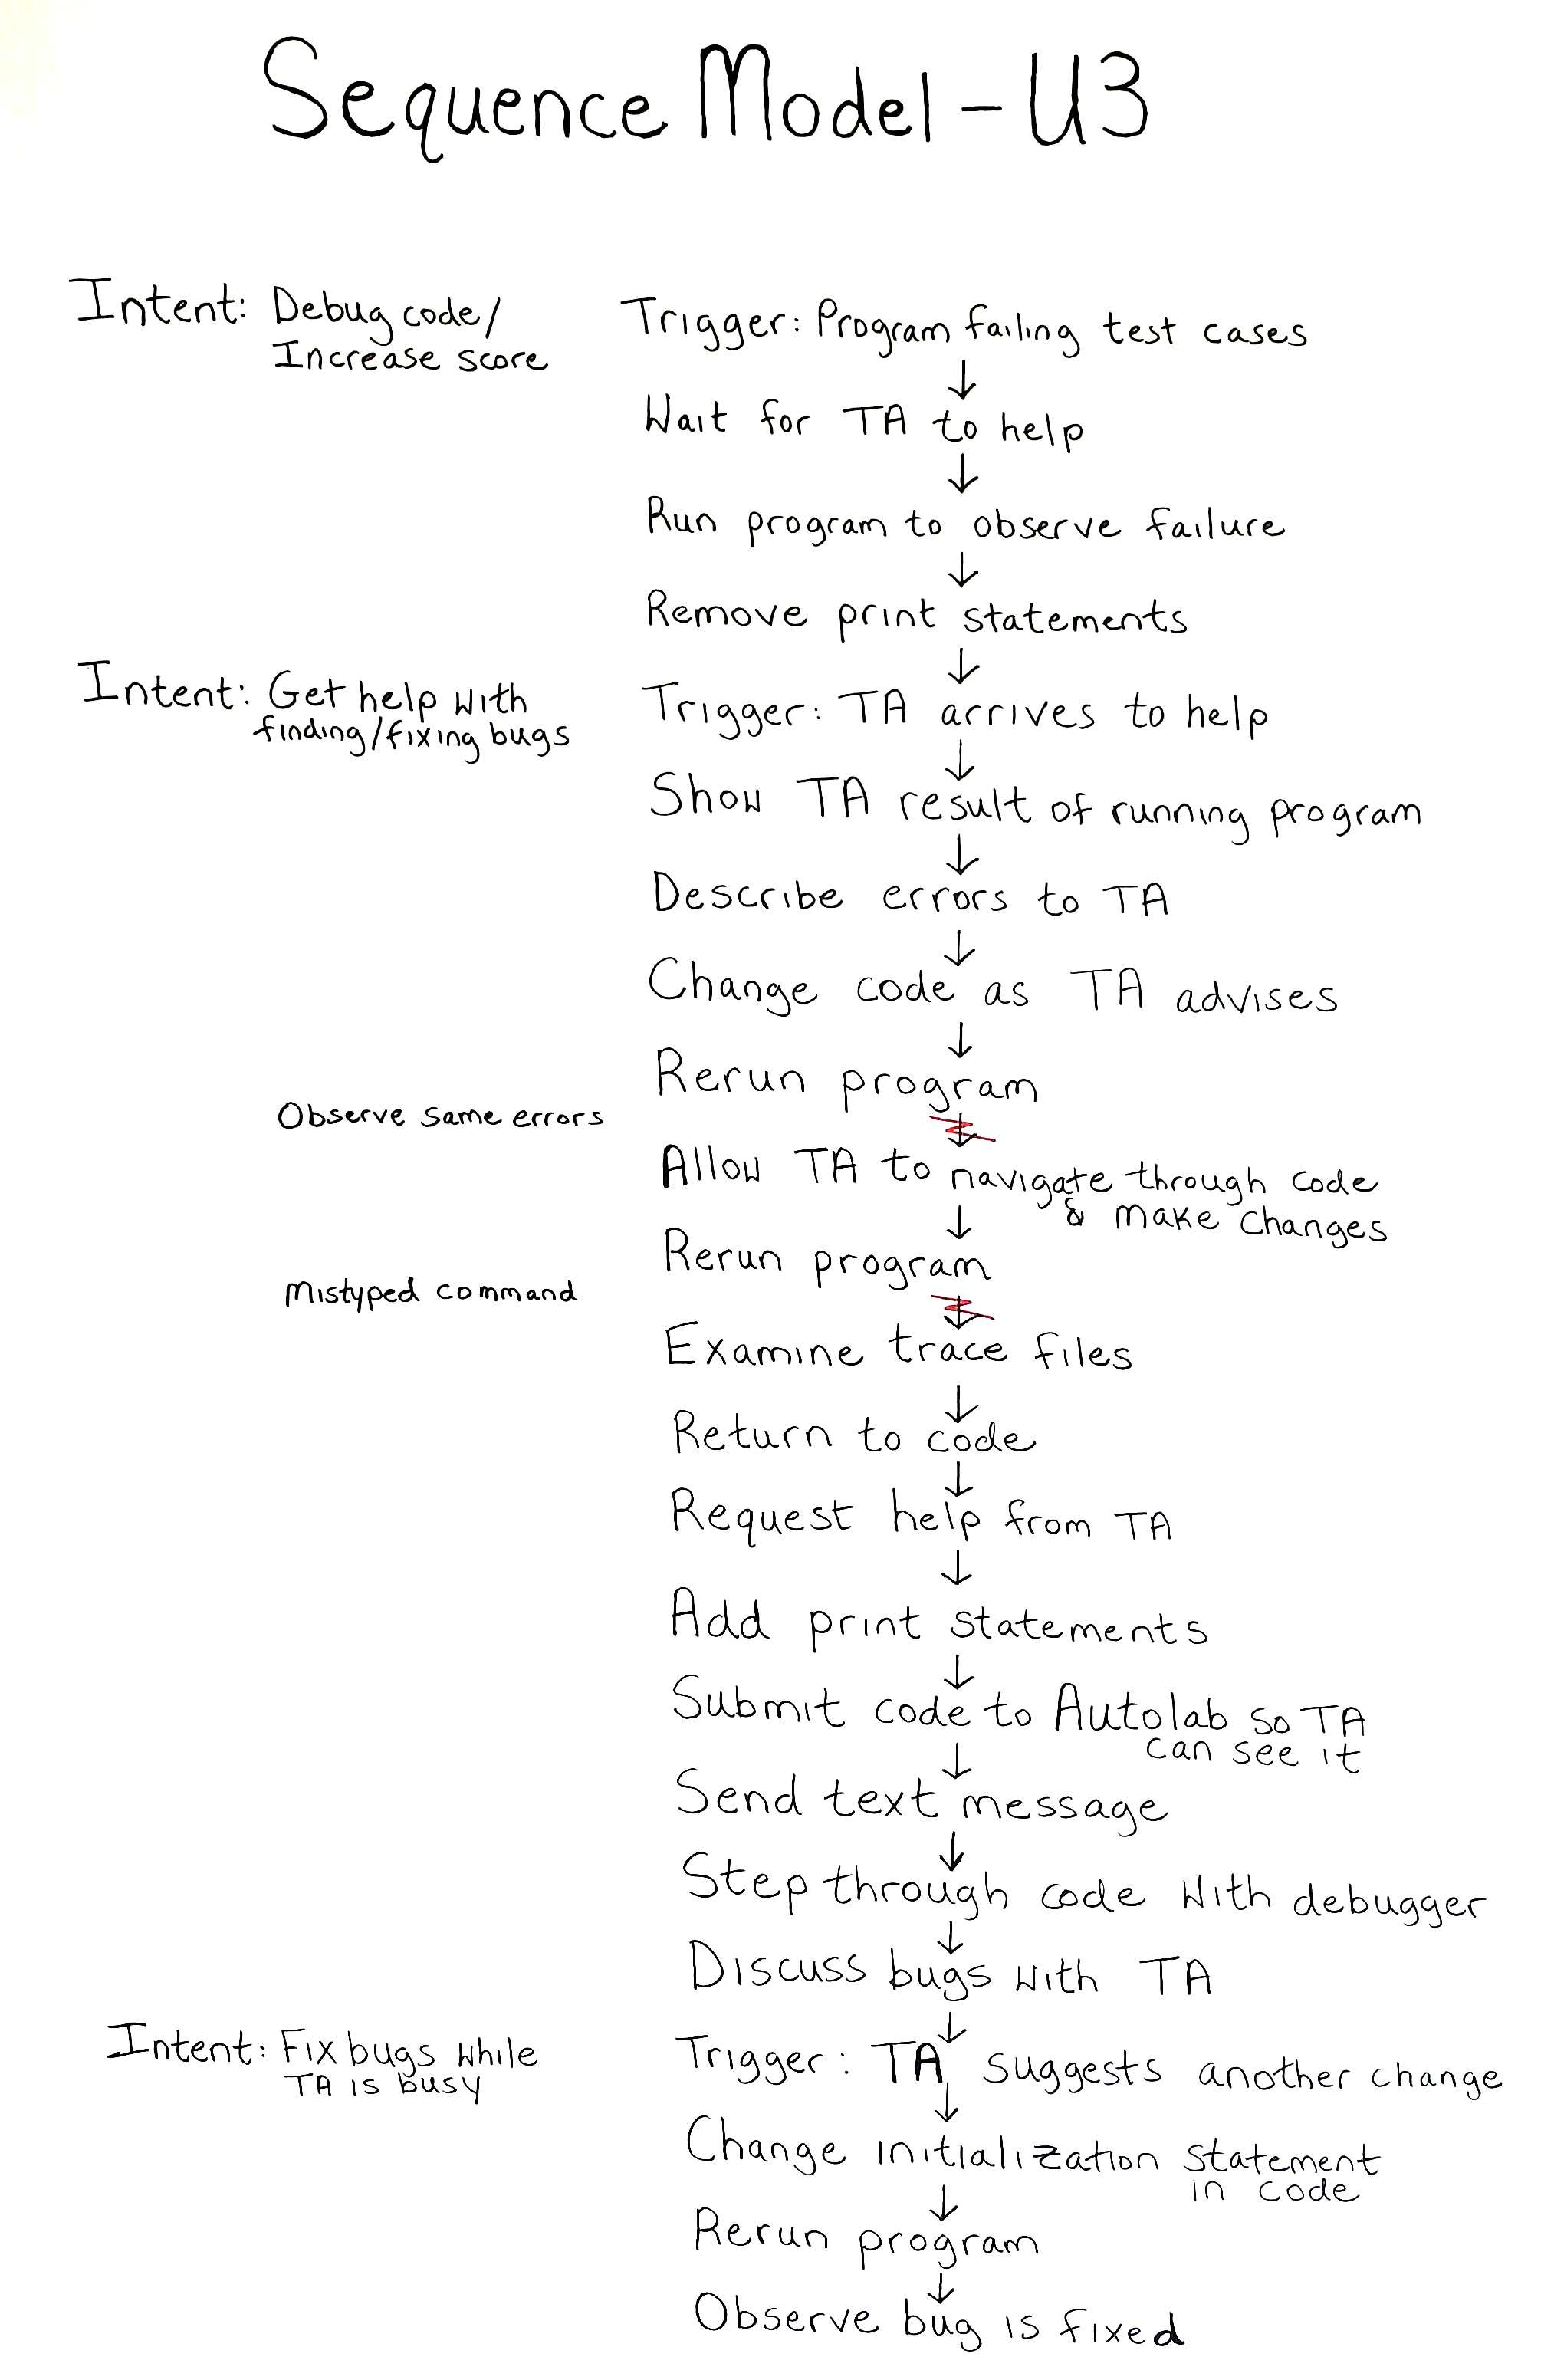 Sequence Model - U3
Intent: Debug code/
Increase score
Trigger: Program failing test cases
Wait for TA to help
Run program to observe failure
Remove print statements
Intent: Get help with
finding/fixing bugs
Trigger: TA arrives to help
Show TA result of running program
Describe errors to TA
Change code as TA advises
Rerun program
Observe same errors
Allow TA to navigate through code
& make changes
Rerun program
Mistyped command
Examine trace files
Return to code
Request help from TA
Add print statements
Submit code to Autolab so TA
can see it
Send text message
Step through code with debugger
Discuss bugs with TA
Intent: Fix bugs while
TA is busy
Trigger: TA suggests another change
Change initialization statement
in code
Rerun program
Observe bug is fixed